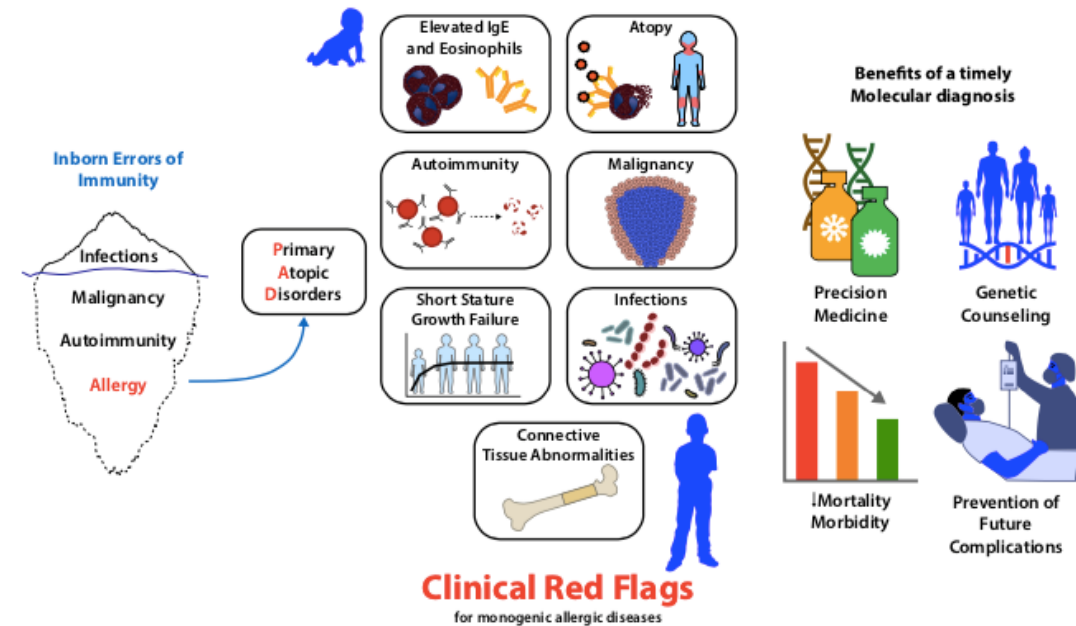 Inborn Errors of
Immunity
Infections
Malignancy
Autoimmunity
Allergy
Primary
Atopic
Disorders
Elevated IgE
and Eosinophils
Atopy
Autoimmunity
Malignancy
Short Stature
Growth Failure
Infections
Connective
Tissue Abnormalities
Clinical Red Flags
for monogenic allergic diseases
Benefits of a timely
Molecular diagnosis
Precision
Medicine
Genetic
Counseling
↓Mortality
Morbidity
Prevention of
Future
Complications